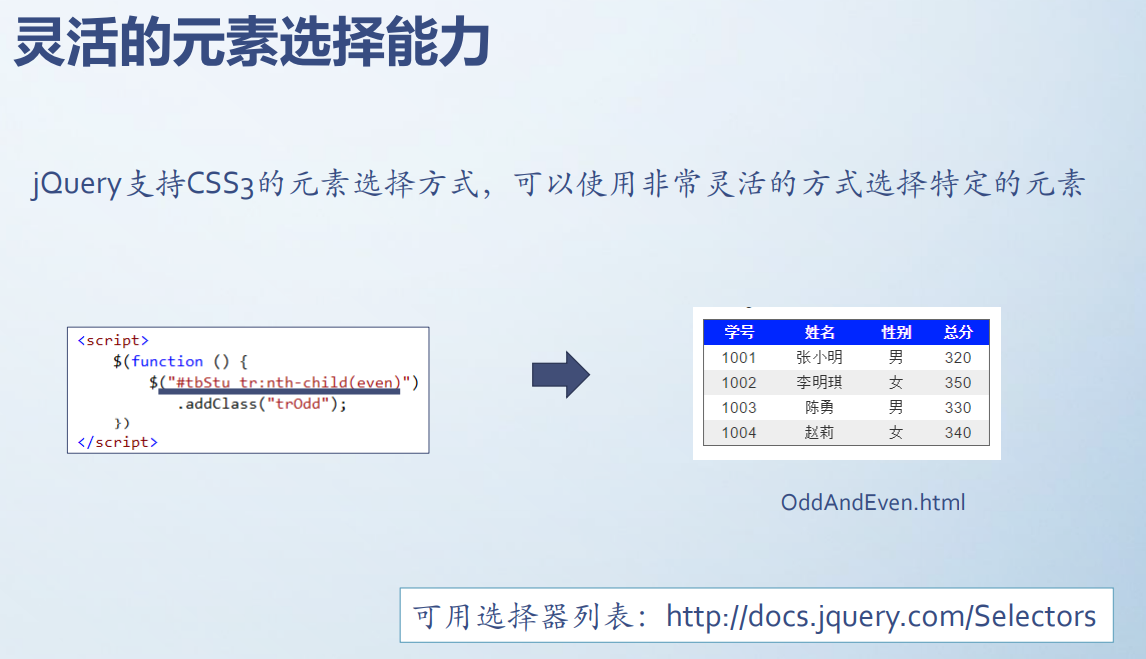 灵活的元素选择能力
jQuery支持CSS3的元素选择方式，可以使用非常灵活的方式选择特定的元素
<script>
$(function () {
$("#tbStu tr:nth-child(even)")
.addClass("trOdd");
})
</script>
学号 姓名 性别 总分
1001 张小明 男 320
1002 李明琪 女 350
1003 陈勇 男 330
1004 赵莉 女 340
OddAndEven.html
可用选择器列表：http://docs.jquery.com/Selectors